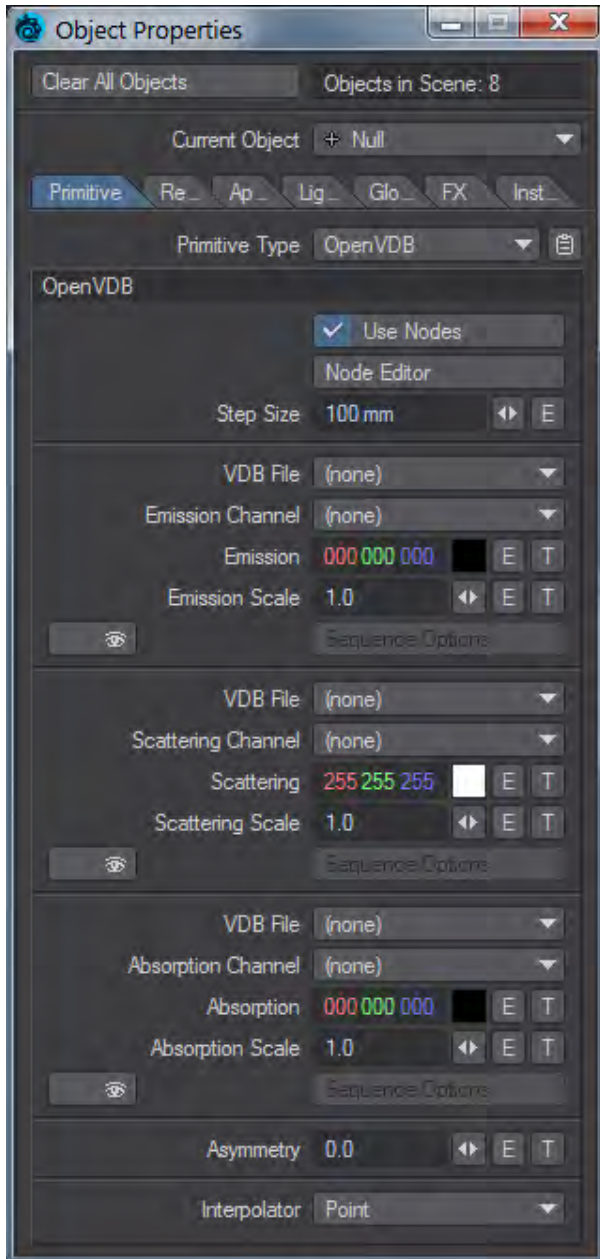 Object Properties
Clear All Objects Objects in Scene: 8
Current Object Null
Primitive Re... Ap... Lig... Glo... FX Inst...
Primitive Type OpenVDB
OpenVDB
Use Nodes
Node Editor
Step Size 100 mm E
VDB File (none)
Emission Channel (none)
Emission 000 000 000 E T
Emission Scale 1.0 E T
Sequence Options
VDB File (none)
Scattering Channel (none)
Scattering 255 255 255 E T
Scattering Scale 1.0 E T
Sequence Options
VDB File (none)
Absorption Channel (none)
Absorption 000 000 000 E T
Absorption Scale 1.0 E T
Sequence Options
Asymmetry 0.0 E T
Interpolator Point